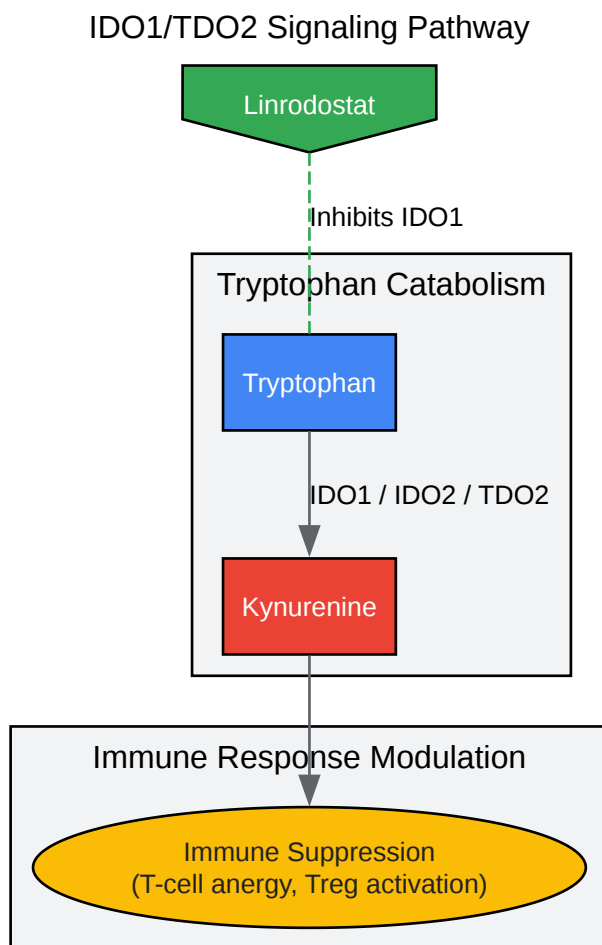 IDO1/TDO2 Signaling Pathway
Linrodostat
Inhibits IDO1
Tryptophan Catabolism
Tryptophan
IDO1 / IDO2 / TDO2
Kynurenine
Immune Response Modulation
Immune Suppression
(T-cell anergy, Treg activation)